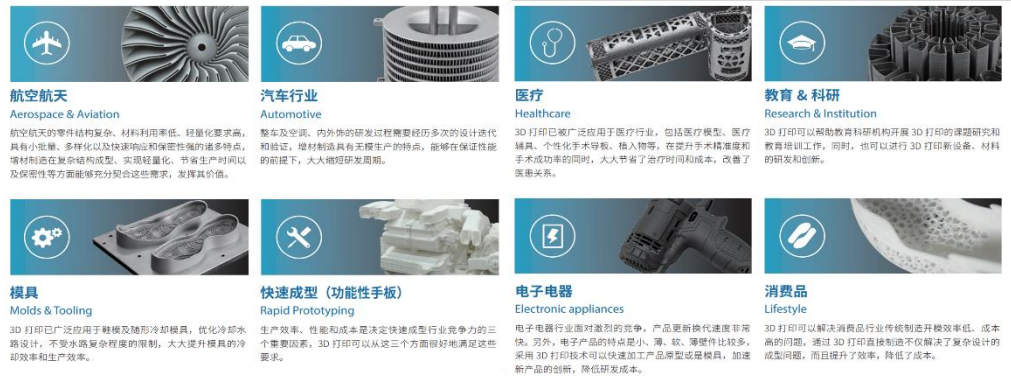 航空航天
Aerospace & Aviation
航空航天的零件结构复杂、材料利用率低、轻量化要求高，
具有小批量、多样化以及快速响应和保密性强的诸多特点，
增材制造在复杂结构成型、实现轻量化、节省生产时间以
及保密性等方面能够充分契合这些需求，发挥其价值。
汽车行业
Automotive
整车及空调、内外饰的研发过程需要经历多次的设计迭代
和验证，增材制造具有无模生产的特点，能够在保证性能
的前提下，大大缩短研发周期。
医疗
Healthcare
3D 打印已被广泛应用于医疗行业，包括医疗模型、医疗
辅具、个性化手术导板、植入物等，在提升手术精准度和
手术成功率的同时，大大节省了治疗时间和成本，改善了
医患关系。
教育 & 科研
Research & Institution
3D 打印可以帮助教育科研机构开展 3D 打印的课题研究和
教育培训工作，同时，也可以进行 3D 打印新设备、材料
的研发和创新。
模具
Molds & Tooling
3D 打印已广泛应用于鞋模及随形冷却模具，优化冷却水
路设计，不受水路复杂程度的限制，大大提升模具的冷
却效率和生产效率。
快速成型（功能性手板）
Rapid Prototyping
生产效率、性能和成本是决定快速成型行业竞争力的三
个重要因素，3D 打印可以从这三个方面很好地满足这些
要求。
电子电器
Electronic appliances
电子电器行业面对激烈的竞争，产品更新换代速度非常
快。另外，电子产品的特点是小、薄、软、薄壁件比较多，
采用 3D 打印技术可以快速加工产品原型或是模具，加速
新产品的创新，降低研发成本。
消费品
Lifestyle
3D 打印可以解决消费品行业传统制造开模效率低、成本
高的问题，通过 3D 打印直接制造不仅解决了复杂设计的
成型问题，而且提升了效率，降低了成本。